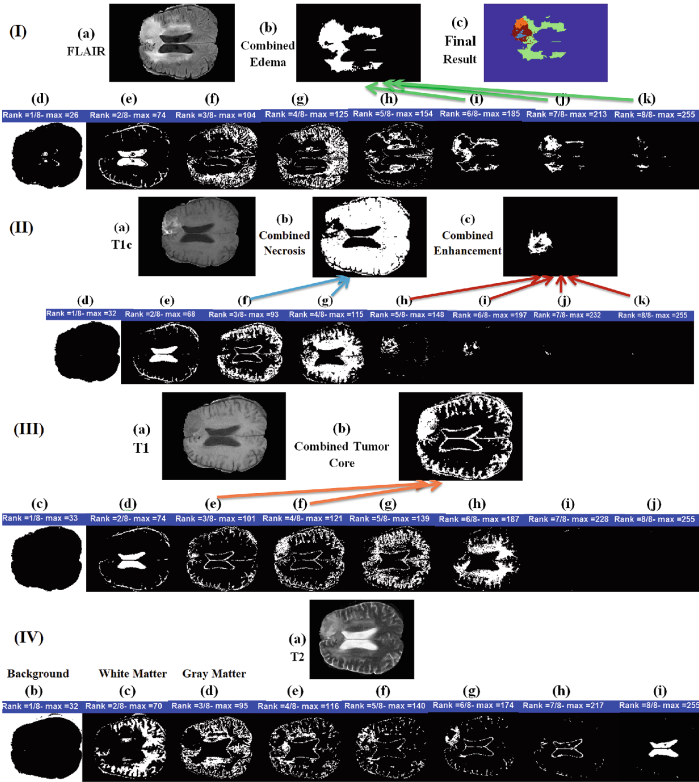 (I)
(a)
FLAIR
(b)
Combined
Edema
(c)
Final
Result
(d) (e) (f) (g) (h) (i) (j) (k)
Rank =1/8- max =26 Rank =2/8- max =74 Rank =3/8- max =104 Rank =4/8- max =125 Rank =5/8- max =154 Rank =6/8- max =185 Rank =7/8- max =213 Rank =8/8- max =255
(II)
(a)
T1c
(b)
Combined
Necrosis
(c)
Combined
Enhancement
(d) (e) (f) (g) (h) (i) (j) (k)
Rank =1/8- max =32 Rank =2/8- max =68 Rank =3/8- max =93 Rank =4/8- max =115 Rank =5/8- max =148 Rank =6/8- max =197 Rank =7/8- max =232 Rank =8/8- max =255
(III)
(a)
T1
(b)
Combined Tumor
Core
(c) (d) (e) (f) (g) (h) (i) (j)
Rank =1/8- max =33 Rank =2/8- max =74 Rank =3/8- max =101 Rank =4/8- max =121 Rank =5/8- max =139 Rank =6/8- max =187 Rank =7/8- max =228 Rank =8/8- max =255
(IV)
(a)
T2
Background White Matter Gray Matter
(b) (c) (d) (e) (f) (g) (h) (i)
Rank =1/8- max =32 Rank =2/8- max =70 Rank =3/8- max =95 Rank =4/8- max =116 Rank =5/8- max =140 Rank =6/8- max =174 Rank =7/8- max =217 Rank =8/8- max =255